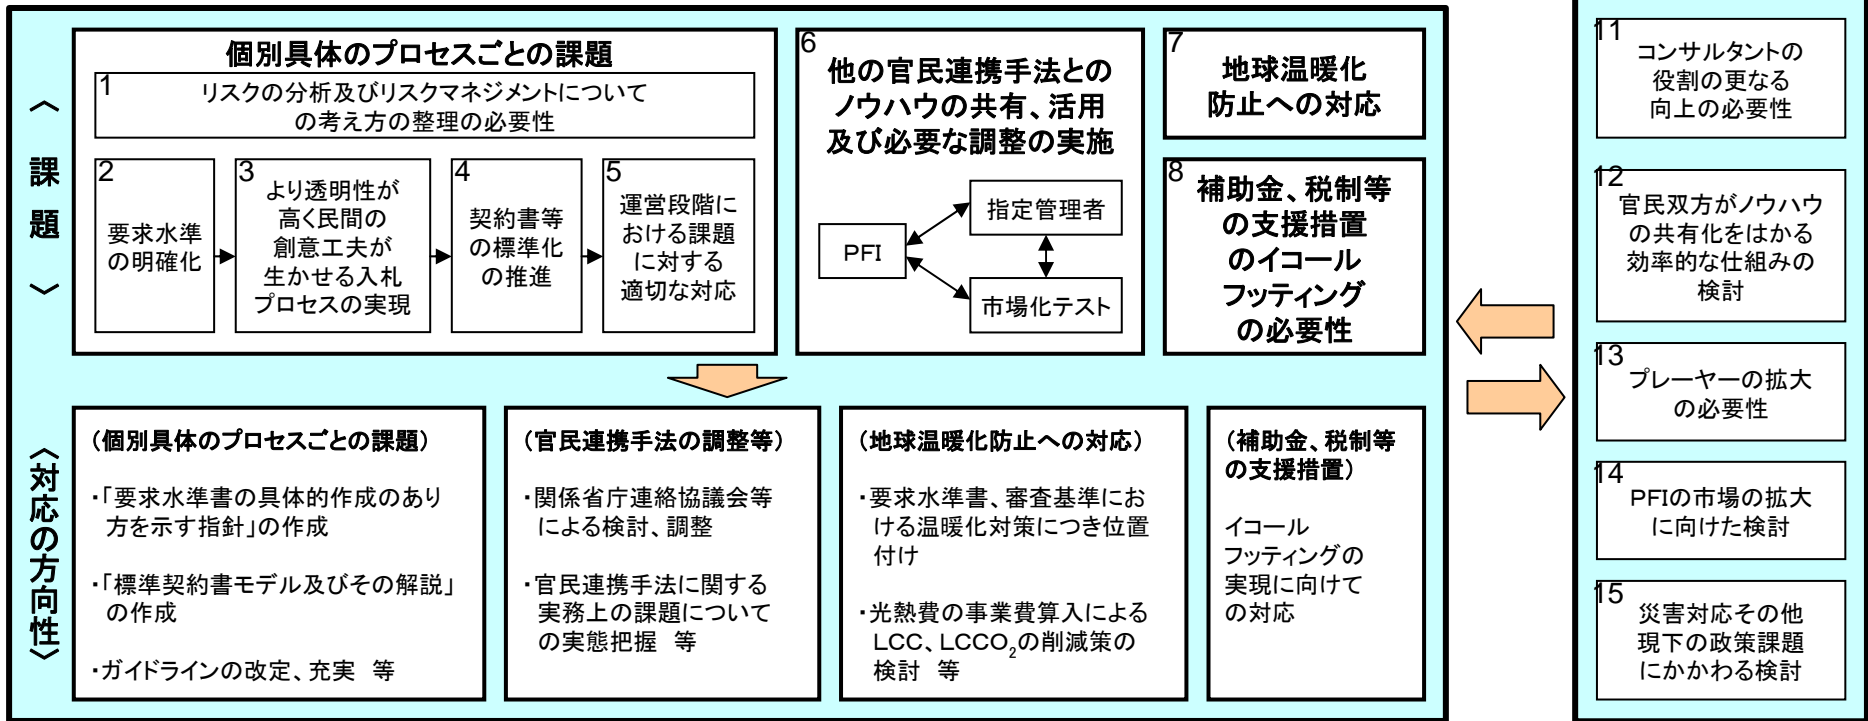 〈課題〉
個別具体のプロセスごとの課題
1
リスクの分析及びリスクマネジメントについて
の考え方の整理の必要性
2
要求水準
の明確化
3
より透明性が
高く民間の
創意工夫が
生かせる入札
プロセスの実現
4
契約書等
の標準化
の推進
5
運営段階に
おける課題
に対する
適切な対応
6
他の官民連携手法との
ノウハウの共有、活用
及び必要な調整の実施
PFI
指定管理者
市場化テスト
7
地球温暖化
防止への対応
8
補助金、税制等
の支援措置
のイコール
フッティング
の必要性
〈対応の方向性〉
（個別具体のプロセスごとの課題）
・「要求水準書の具体的作成のあり
方を示す指針」の作成
・「標準契約書モデル及びその解説」
の作成
・ガイドラインの改定、充実　等
（官民連携手法の調整等）
・関係省庁連絡協議会等
による検討、調整
・官民連携手法に関する
実務上の課題について
の実態把握　等
（地球温暖化防止への対応）
・要求水準書、審査基準にお
ける温暖化対策につき位置
付け
・光熱費の事業費算入による
LCC、LCCO₂の削減策の
検討　等
（補助金、税制等
の支援措置）
イコール
フッティングの
実現に向けて
の対応
11
コンサルタントの
役割の更なる
向上の必要性
12
官民双方がノウハウ
の共有化をはかる
効率的な仕組みの
検討
13
プレーヤーの拡大
の必要性
14
PFIの市場の拡大
に向けた検討
15
災害対応その他
現下の政策課題
にかかわる検討